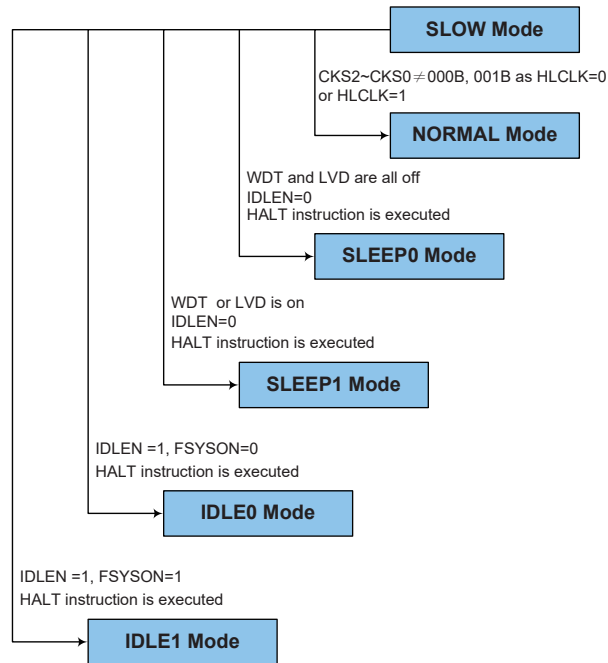 SLOW Mode
CKS2~CKS0≠000B, 001B as HLCLK=0
or HLCLK=1
NORMAL Mode
WDT and LVD are all off
IDLEN=0
HALT instruction is executed
SLEEP0 Mode
WDT or LVD is on
IDLEN=0
HALT instruction is executed
SLEEP1 Mode
IDLEN =1, FSYSON=0
HALT instruction is executed
IDLE0 Mode
IDLEN =1, FSYSON=1
HALT instruction is executed
IDLE1 Mode